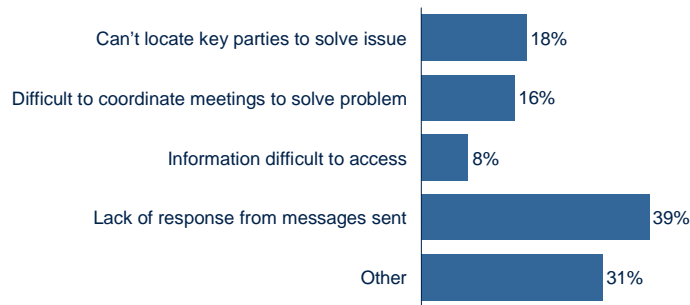 Can't locate key parties to solve issue 18%
Difficult to coordinate meetings to solve problem 16%
Information difficult to access 8%
Lack of response from messages sent 39%
Other 31%